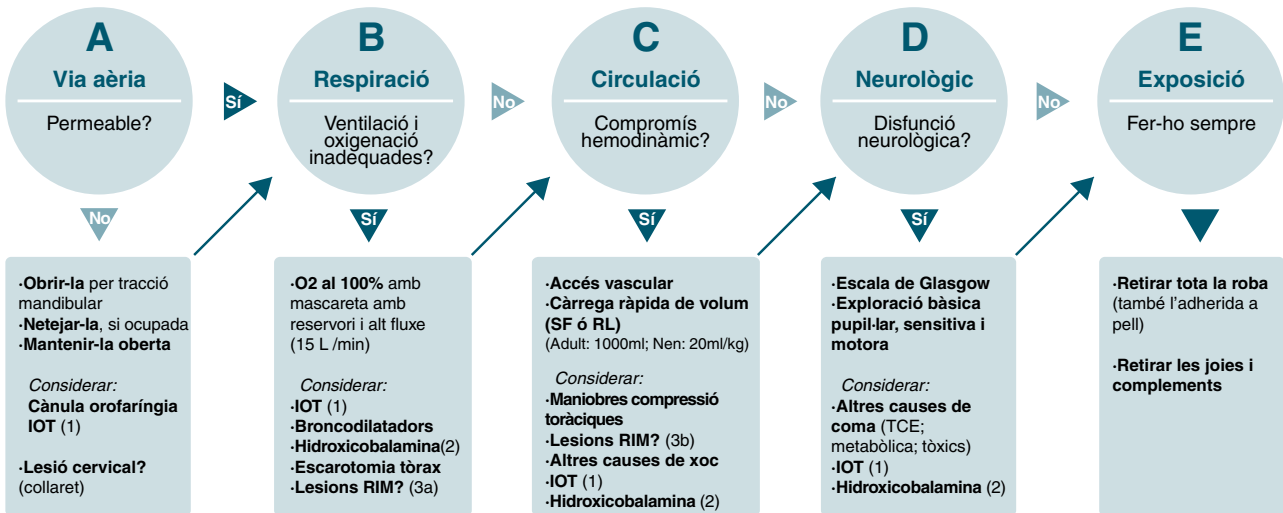 A
Via aèria
Permeable?
Sí
No
·Obrir-la per tracció
mandibular
·Netejar-la, si ocupada
·Mantenir-la oberta
Considerar:
Cànula orofaríngia
IOT (1)
·Lesió cervical?
(collaret)
B
Respiració
Ventilació i
oxigenació
inadequades?
No
Sí
·O2 al 100% amb
mascareta amb
reservori i alt fluxe
(15 L /min)
Considerar:
·IOT (1)
·Broncodilatadors
·Hidroxicobalamina(2)
·Escarotomia tòrax
·Lesions RIM? (3a)
C
Circulació
Compromís
hemodinàmic?
No
Sí
·Accés vascular
·Càrrega ràpida de volum
(SF ó RL)
(Adult: 1000ml; Nen: 20ml/kg)
Considerar:
·Maniobres compressió
toràciques
·Lesions RIM? (3b)
·Altres causes de xoc
·IOT (1)
·Hidroxicobalamina (2)
D
Neurològic
Disfunció
neurològica?
No
Sí
·Escala de Glasgow
·Exploració bàsica
pupil·lar, sensitiva i
motora
Considerar:
·Altres causes de
coma (TCE;
metabòlica; tòxics)
·IOT (1)
·Hidroxicobalamina (2)
E
Exposició
Fer-ho sempre
·Retirar tota la roba
(també l'adherida a
pell)
·Retirar les joies i
complements